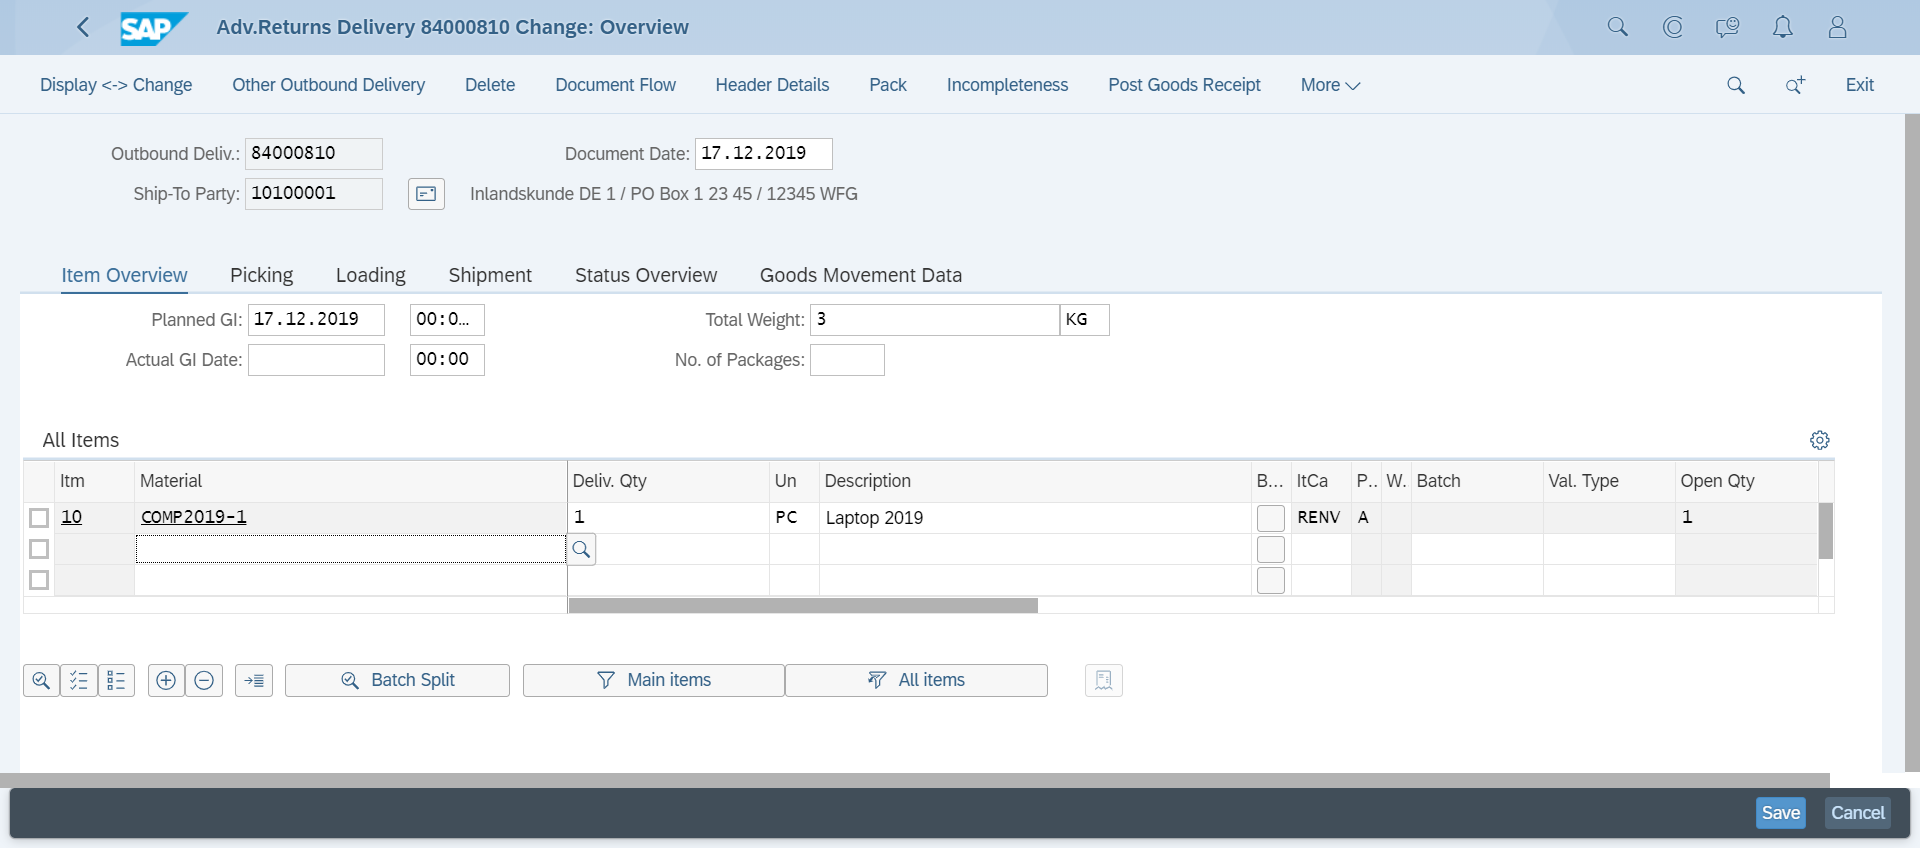 SAP Adv.Returns Delivery 84000810 Change: Overview
Display <-> Change Other Outbound Delivery Delete Document Flow Header Details Pack Incompleteness Post Goods Receipt More Exit
Outbound Deliv.: 84000810 Document Date: 17.12.2019
Ship-To Party: 10100001 Inlandskunde DE 1 / PO Box 1 23 45 / 12345 WFG
Item Overview Picking Loading Shipment Status Overview Goods Movement Data
Planned GI: 17.12.2019 00:0... Total Weight: 3 KG
Actual GI Date: 00:00 No. of Packages:
All Items
Itm Material Deliv. Qty Un Description B... ItCa P.. W. Batch Val. Type Open Qty
10 COMP2019-1 1 PC Laptop 2019 RENV A 1
Batch Split Main items All items
Save Cancel